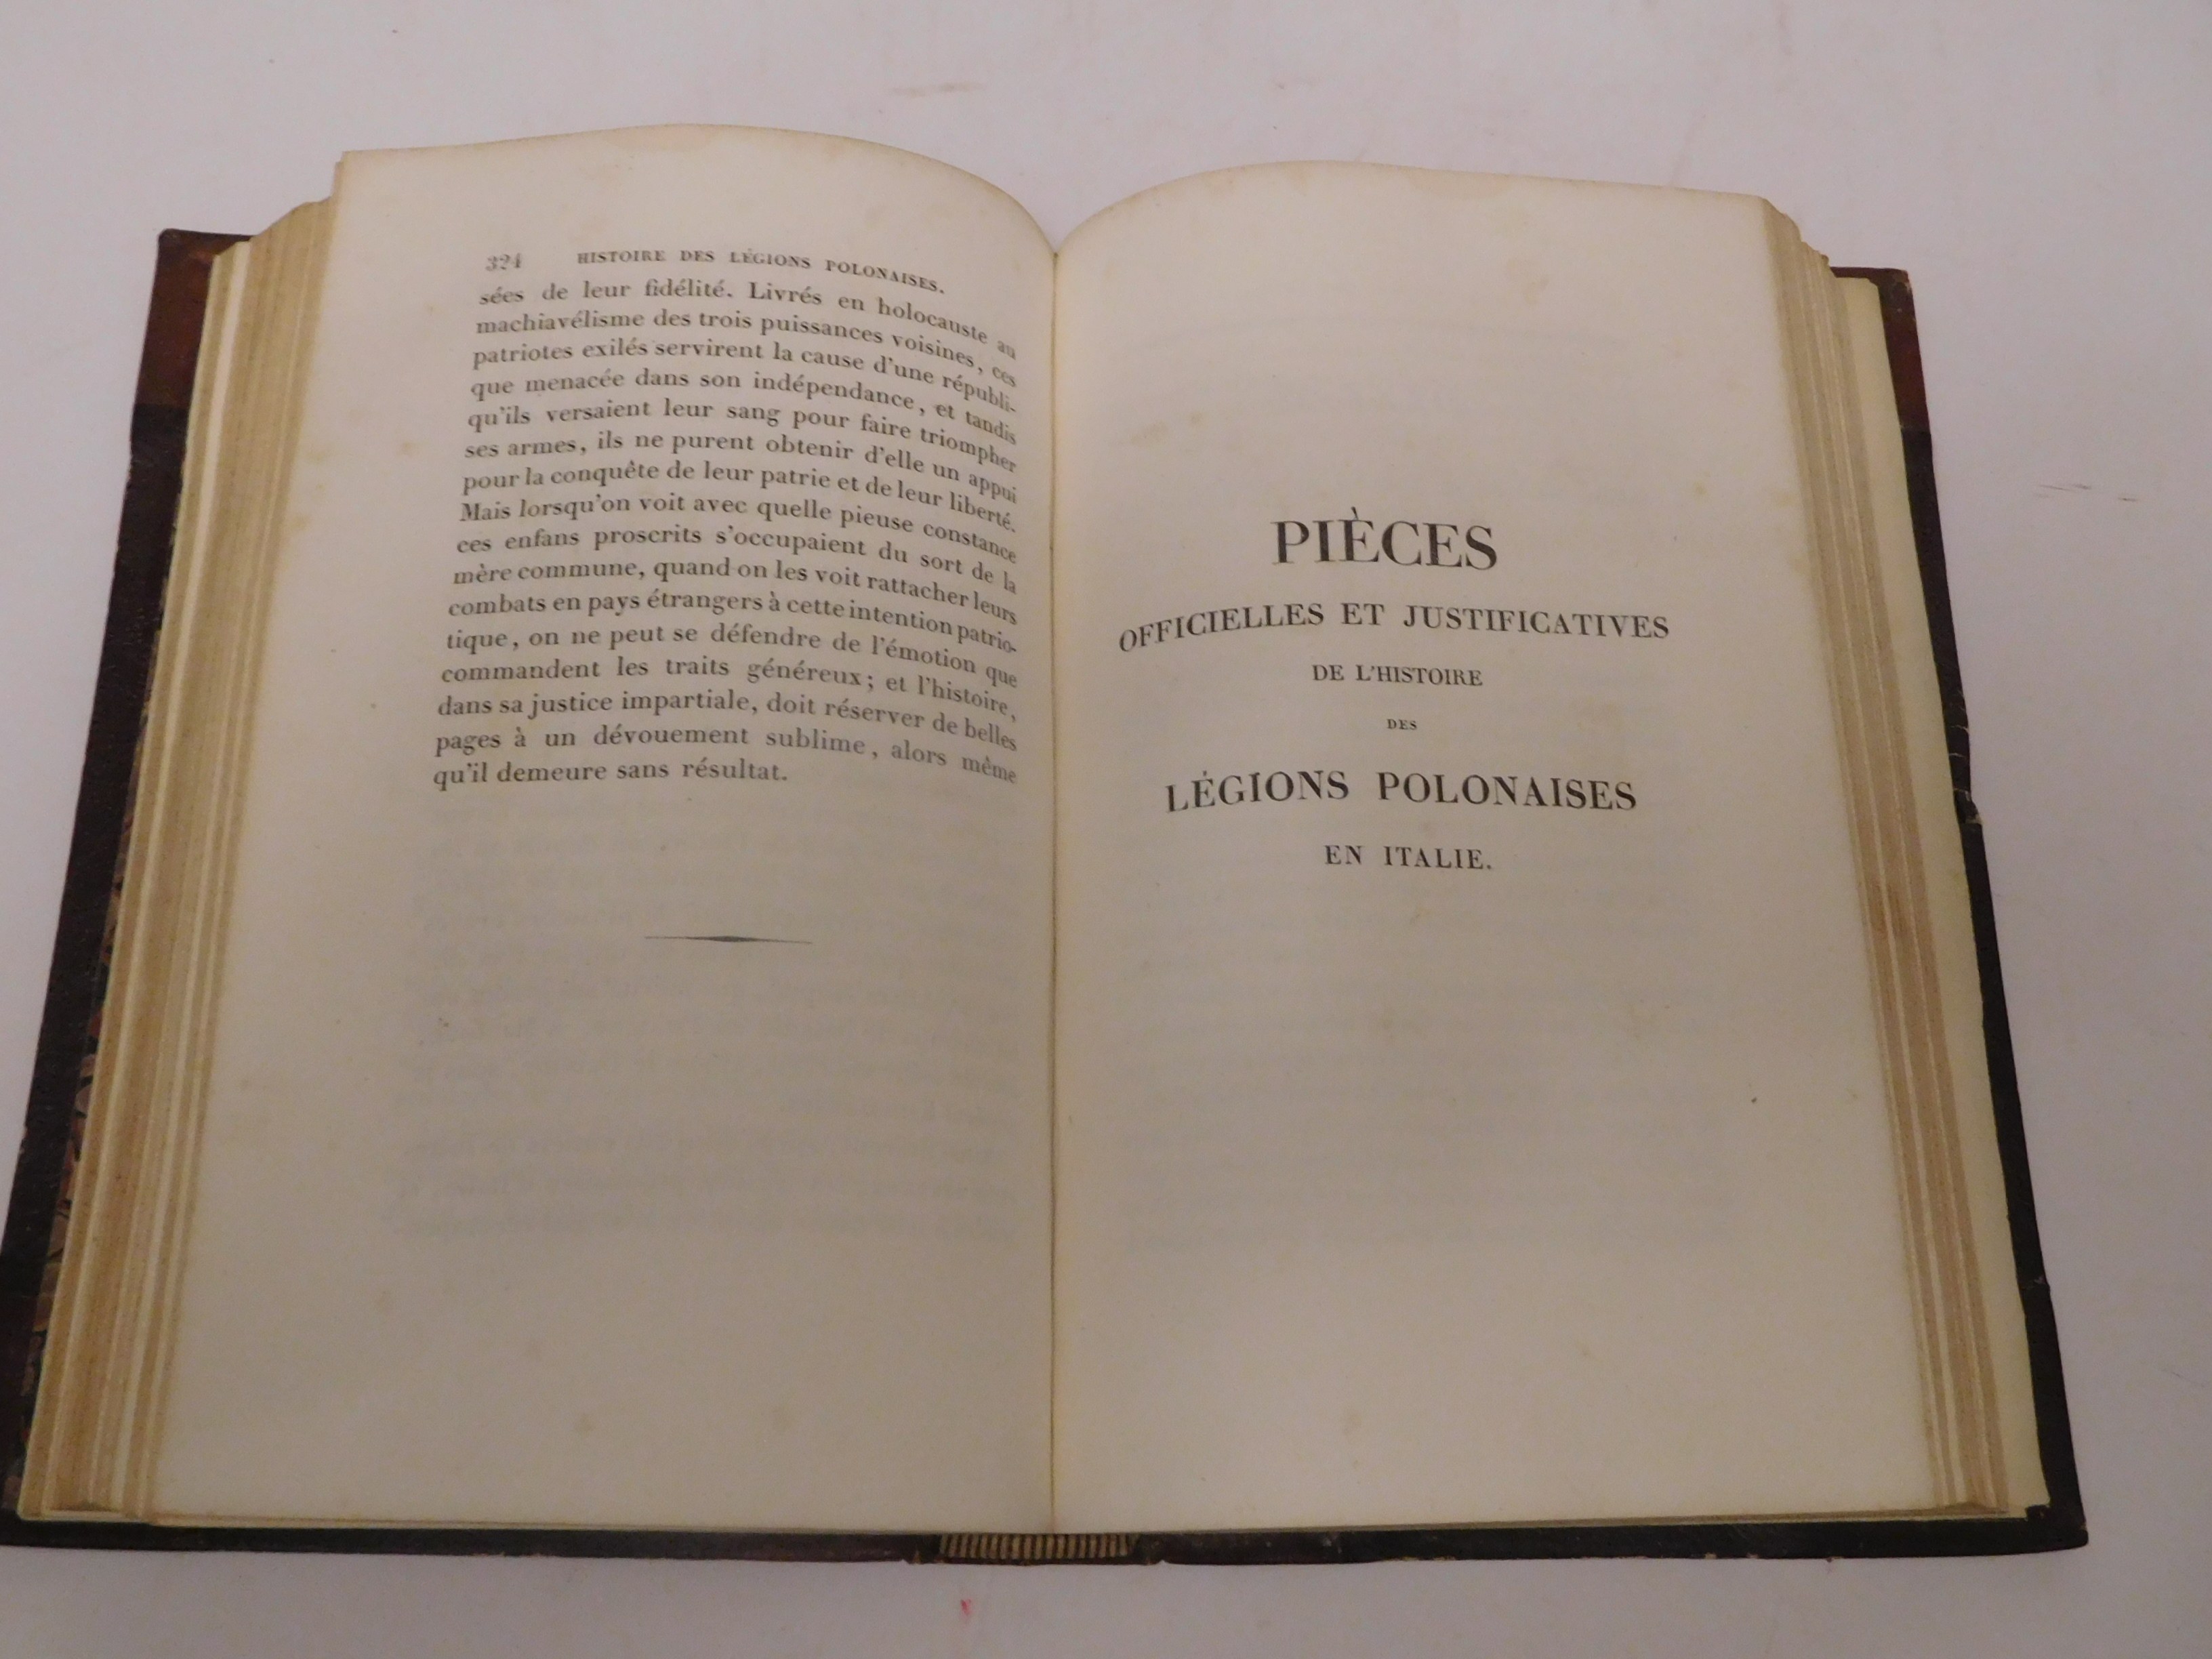 324 HISTOIRE DES LÉGIONS POLONAISES.
sées de leur fidélité. Livrés en holocauste au
machiavélisme des trois puissances voisines, ces
patriotes exilés servirent la cause d'une républi-
que menacée dans son indépendance, et tandis
qu'ils versaient leur sang pour faire triompher
ses armes, ils ne purent obtenir d'elle un appui
pour la conquête de leur patrie et de leur liberté.
Mais lorsqu'on voit avec quelle pieuse constance
ces enfans proscrits s'occupaient du sort de la
mère commune, quand on les voit rattacher leurs
combats en pays étrangers à cette intention patrio-
tique, on ne peut se défendre de l'émotion que
commandent les traits généreux; et l'histoire,
dans sa justice impartiale, doit réserver de belles
pages à un dévouement sublime, alors même
qu'il demeure sans résultat.
PIÈCES
OFFICIELLES ET JUSTIFICATIVES
DE L'HISTOIRE
DES
LÉGIONS POLONAISES
EN ITALIE.